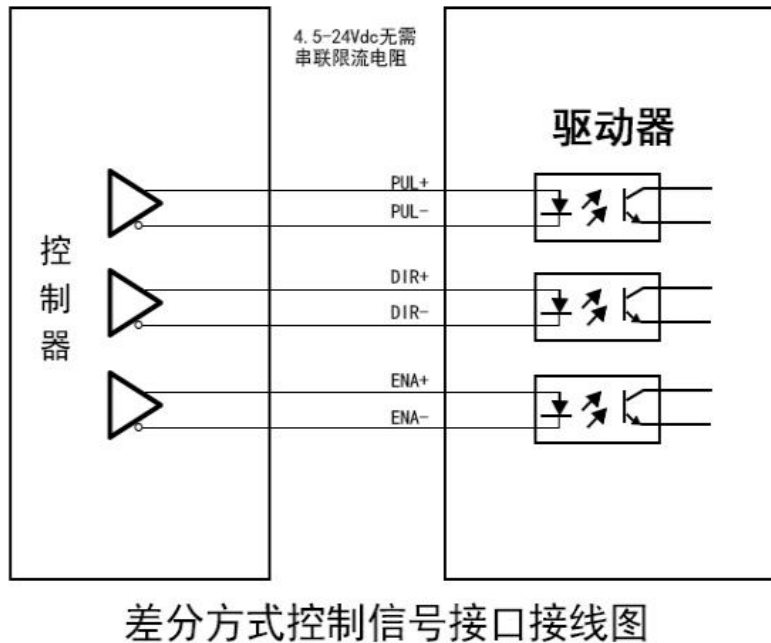 4.5-24Vdc无需
串联限流电阻
驱动器
控制器
PUL+
PUL-
DIR+
DIR-
ENA+
ENA-
差分方式控制信号接口接线图